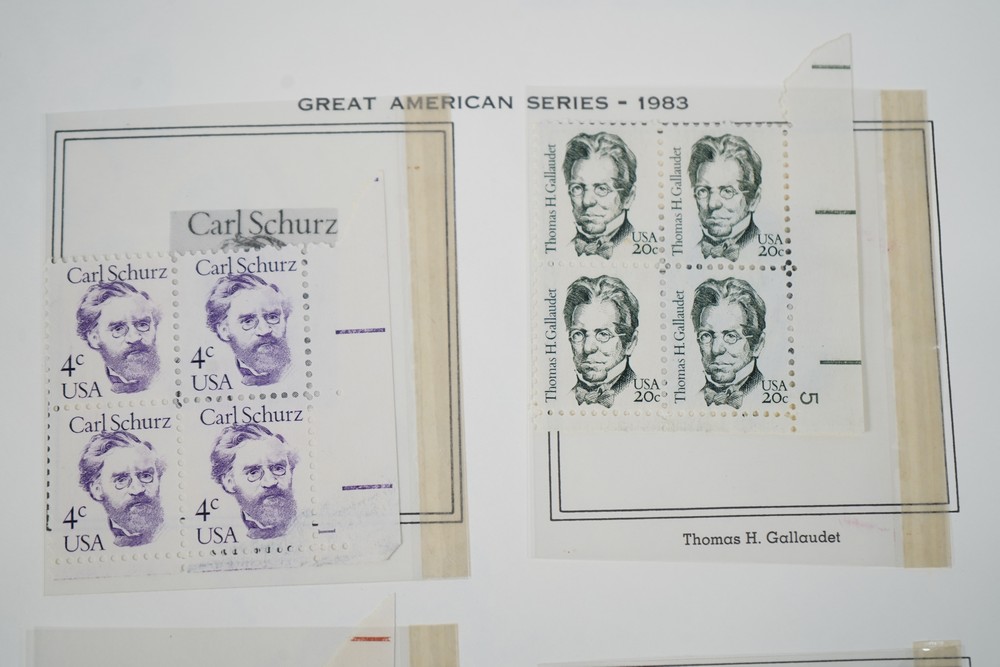 GREAT AMERICAN SERIES - 1983
Carl Schurz
Carl Schurz
4c
USA
Carl Schurz
4c
USA
Carl Schurz
4c
USA
Carl Schurz
4c
USA
1
Thomas H. Gallaudet
USA
20c
Thomas H. Gallaudet
USA
20c
Thomas H. Gallaudet
USA
20c
Thomas H. Gallaudet
USA
20c
5
Thomas H. Gallaudet